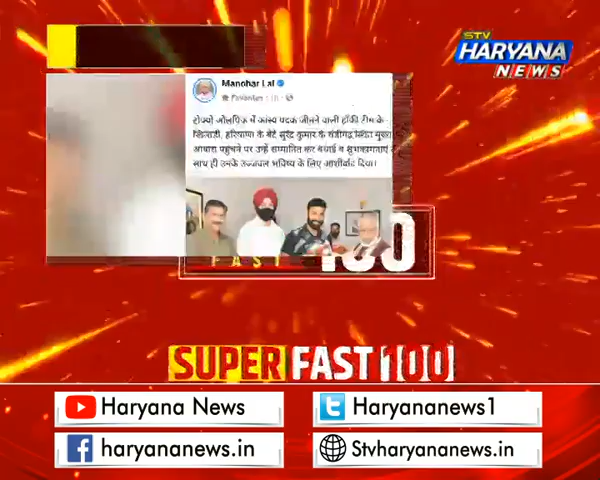 STV
HARYANA
NEWS
Manohar Lal
टोक्यो ओलंपिक में कांस्य पदक जीतने वाली हॉकी टीम के
खिलाड़ी, हरियाणा के बेटे सुरेंद्र कुमार के चंडीगढ़ स्थित
आवास पहुंचने पर उन्हें सम्मानित कर बधाई व शुभकामनाएं
साथ ही उनके उज्ज्वल भविष्य के लिए आशीर्वाद दिया।
FAST
100
SUPER FAST 100
Haryana News
Haryananews1
haryananews.in
Stvharyananews.in